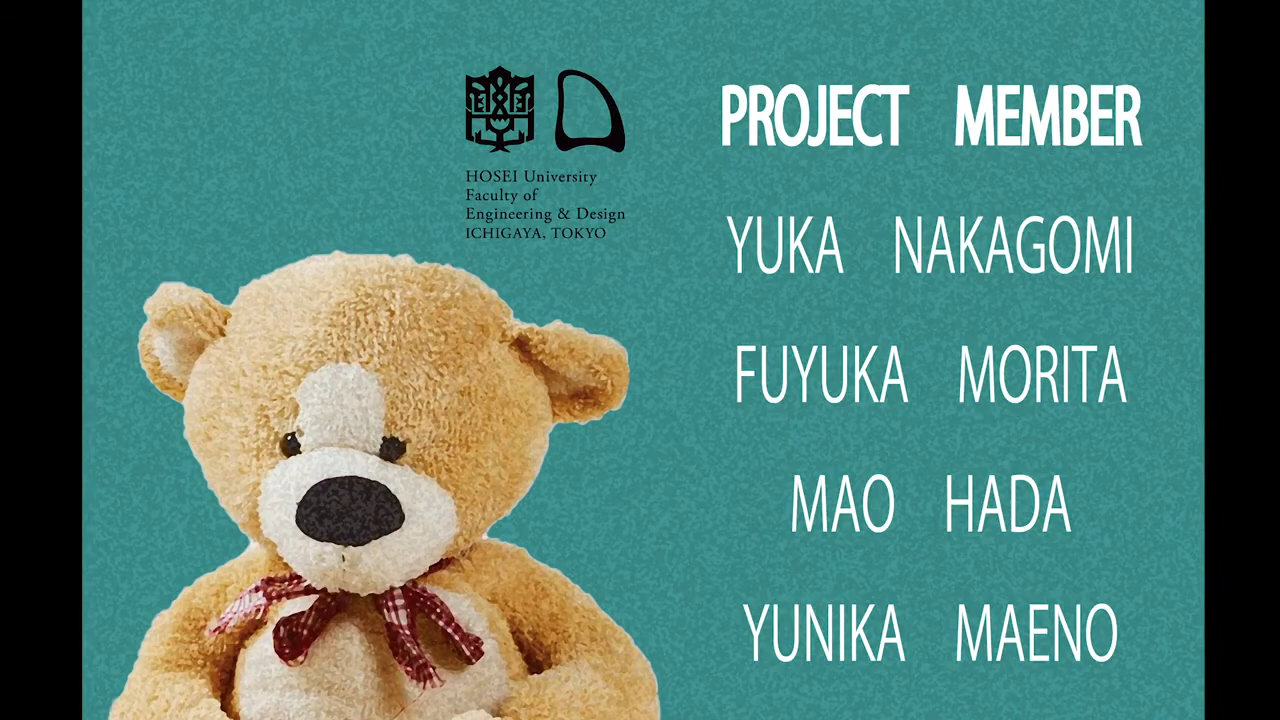 HOSEI University
Faculty of
Engineering & Design
ICHIGAYA, TOKYO
PROJECT MEMBER
YUKA NAKAGOMI
FUYUKA MORITA
MAO HADA
YUNIKA MAENO